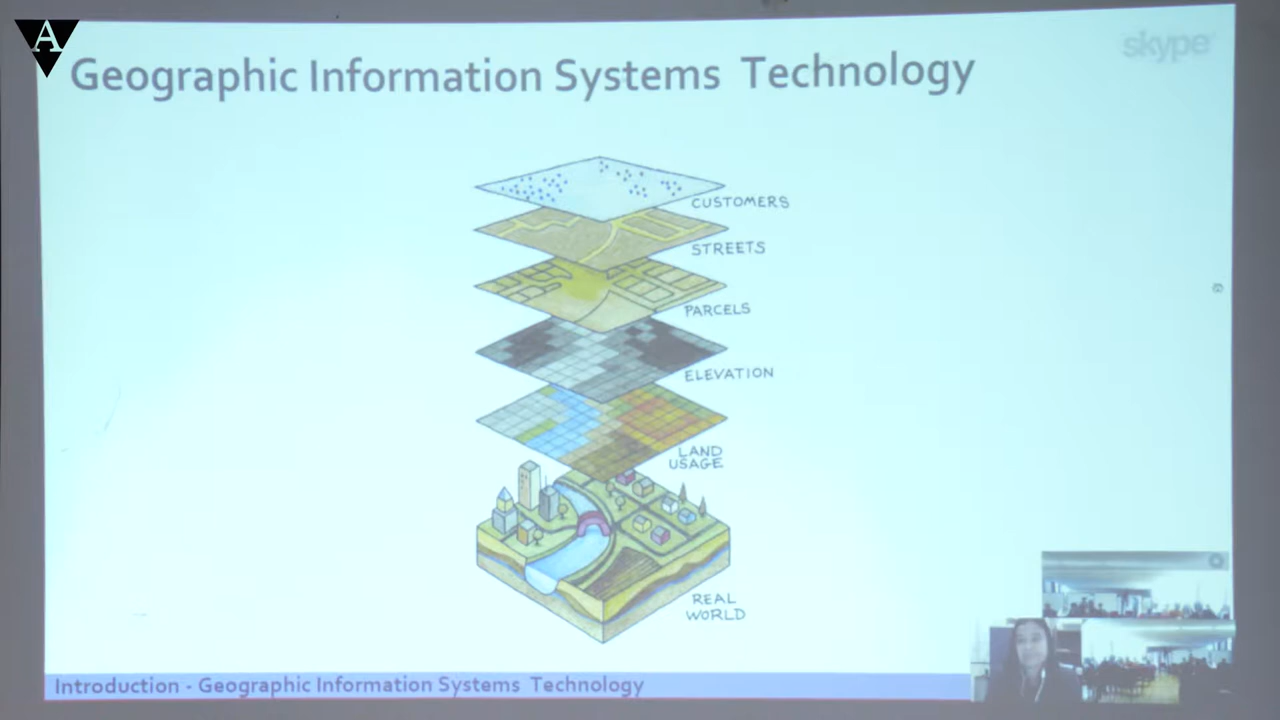 A
Geographic Information Systems Technology
skype
CUSTOMERS
STREETS
PARCELS
ELEVATION
LAND
USAGE
REAL
WORLD
Introduction - Geographic Information Systems Technology